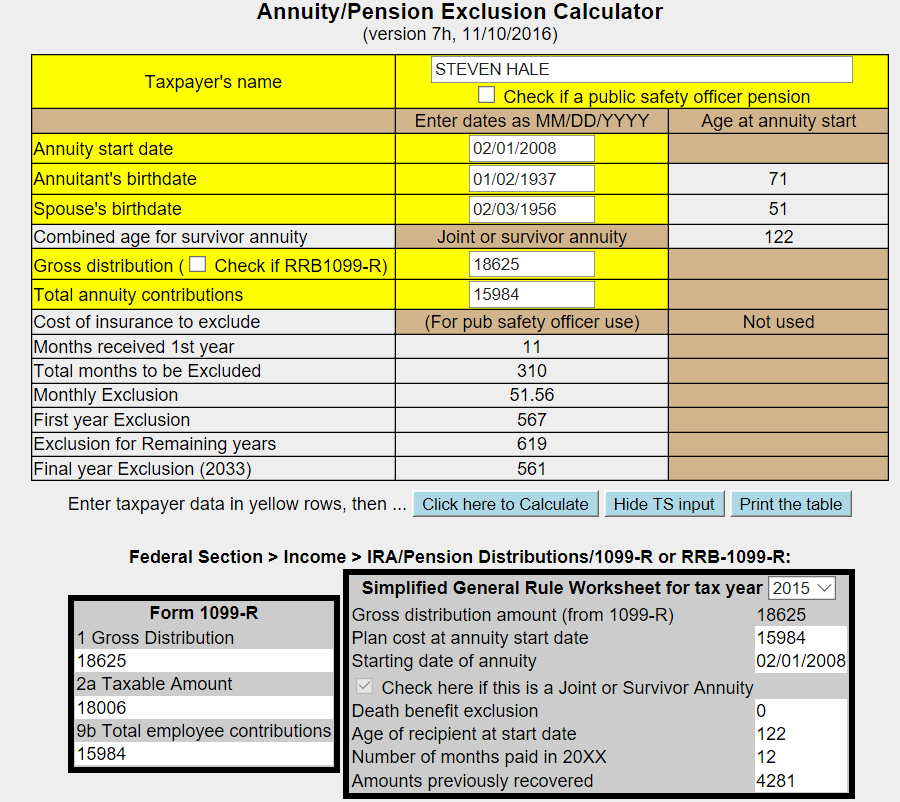 Annuity/Pension Exclusion Calculator
(version 7h, 11/10/2016)
Taxpayer's name
STEVEN HALE
Check if a public safety officer pension
Enter dates as MM/DD/YYYY Age at annuity start
Annuity start date 02/01/2008
Annuitant's birthdate 01/02/1937 71
Spouse's birthdate 02/03/1956 51
Combined age for survivor annuity Joint or survivor annuity 122
Gross distribution ( Check if RRB1099-R) 18625
Total annuity contributions 15984
Cost of insurance to exclude (For pub safety officer use) Not used
Months received 1st year 11
Total months to be Excluded 310
Monthly Exclusion 51.56
First year Exclusion 567
Exclusion for Remaining years 619
Final year Exclusion (2033) 561
Enter taxpayer data in yellow rows, then ... Click here to Calculate Hide TS input Print the table
Federal Section > Income > IRA/Pension Distributions/1099-R or RRB-1099-R:
Form 1099-R
1 Gross Distribution
18625
2a Taxable Amount
18006
9b Total employee contributions
15984
Simplified General Rule Worksheet for tax year 2015
Gross distribution amount (from 1099-R) 18625
Plan cost at annuity start date 15984
Starting date of annuity 02/01/2008
Check here if this is a Joint or Survivor Annuity
Death benefit exclusion 0
Age of recipient at start date 122
Number of months paid in 20XX 12
Amounts previously recovered 4281